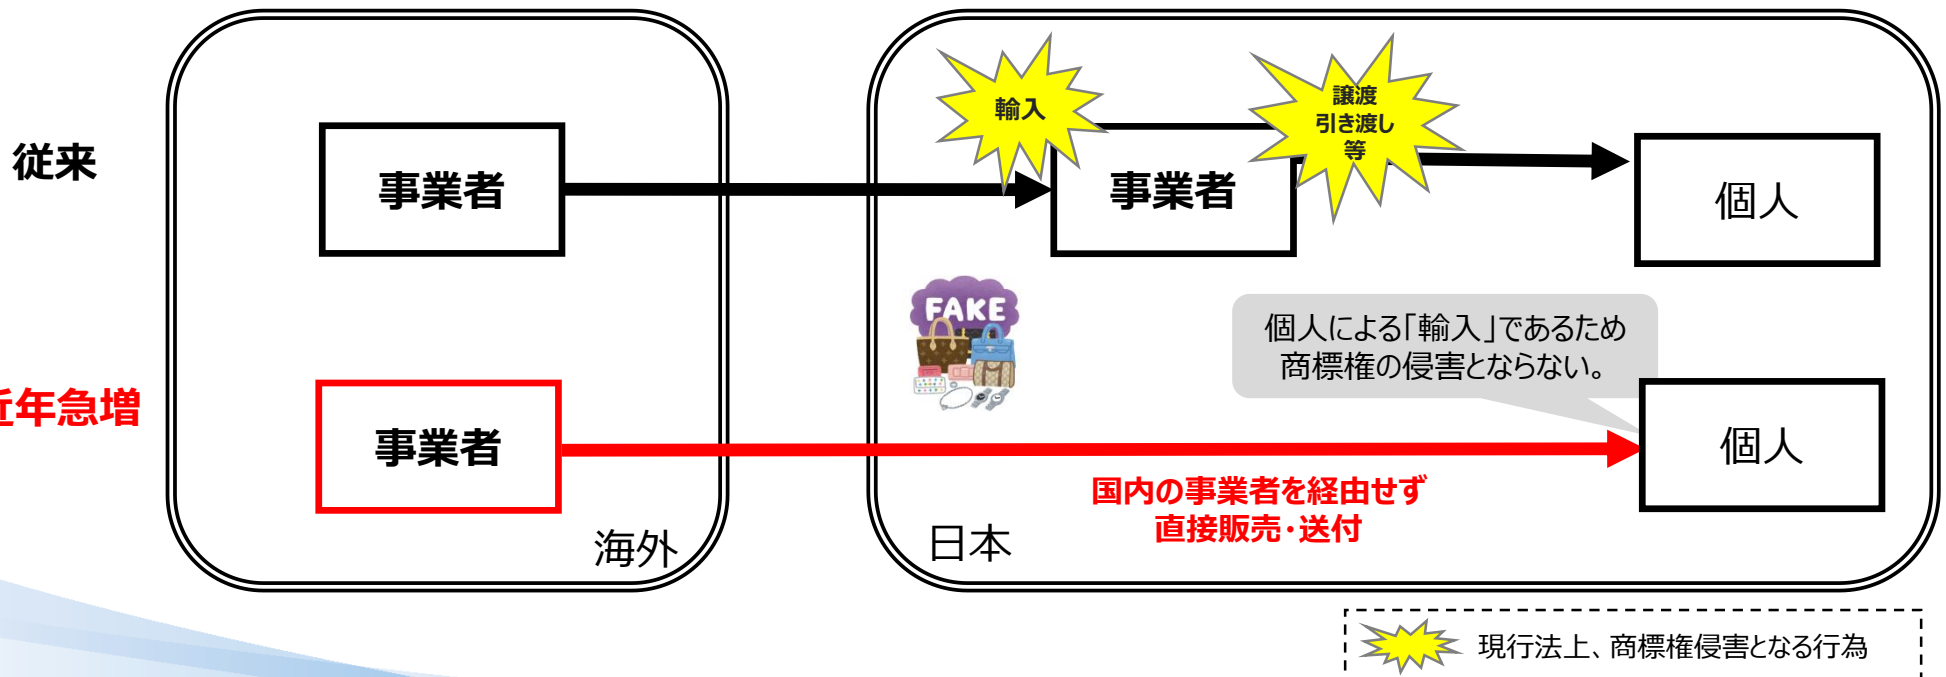 従来
事業者
輸入
事業者
譲渡
引き渡し
等
個人
FAKE
個人による「輸入」であるため
商標権の侵害とならない。
近年急増
事業者
個人
国内の事業者を経由せず
直接販売・送付
海外
日本
現行法上、商標権侵害となる行為